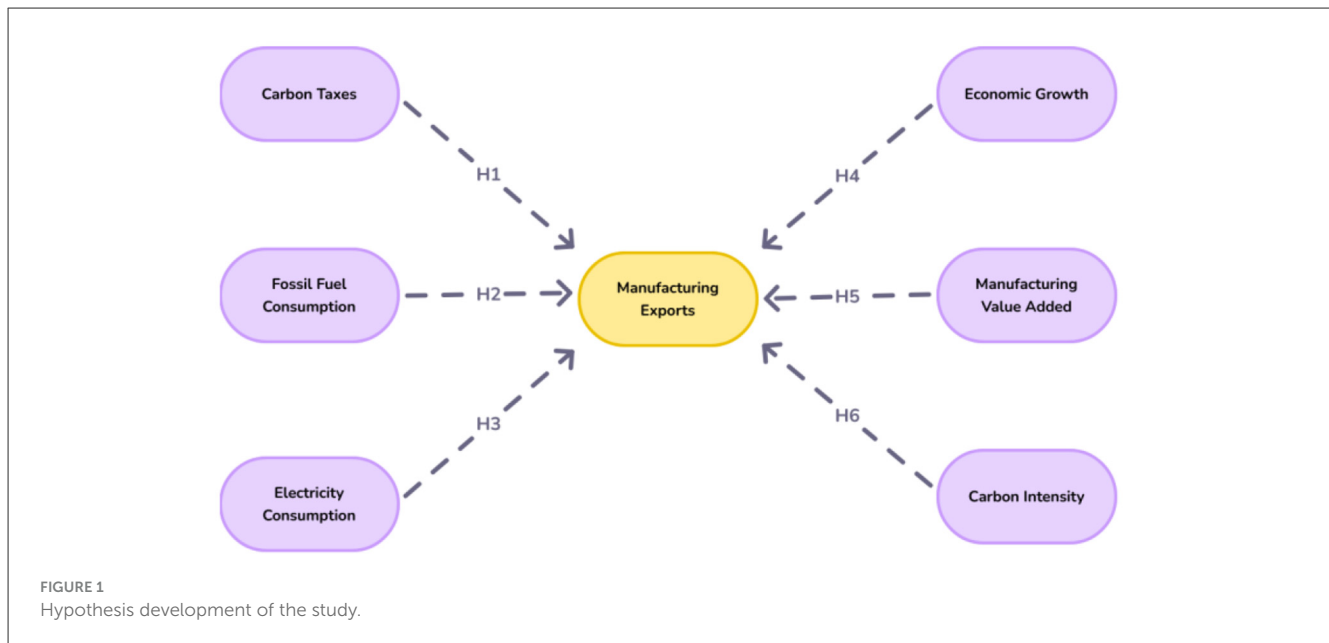 Carbon Taxes
Economic Growth
H1
H4
Fossil Fuel
Consumption
H2
Manufacturing
Exports
H5
Manufacturing
Value Added
H3
H6
Electricity
Consumption
Carbon Intensity
FIGURE 1
Hypothesis development of the study.